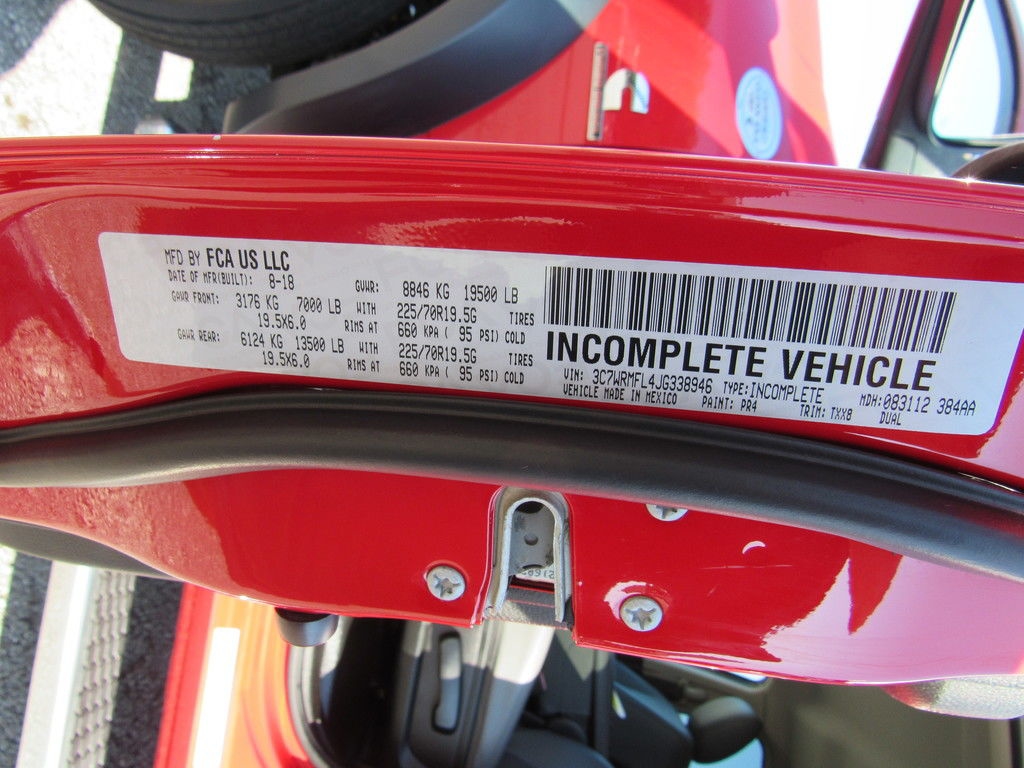 MFD BY FCA US LLC
DATE OF MFR(BUILT): 8-18 GVWR: 8846 KG 19500 LB
GAWR FRONT: 3176 KG 7000 LB WITH 225/70R19.5G TIRES
19.5X6.0 RIMS AT 660 KPA ( 95 PSI) COLD
GAWR REAR: 6124 KG 13500 LB WITH 225/70R19.5G TIRES
19.5X6.0 RIMS AT 660 KPA ( 95 PSI) COLD
INCOMPLETE VEHICLE
VIN: 3C7WRMFL4JG338946 TYPE:INCOMPLETE MDH:083112 384AA
VEHICLE MADE IN MEXICO PAINT: PR4 TRIM: TXX8 DUAL